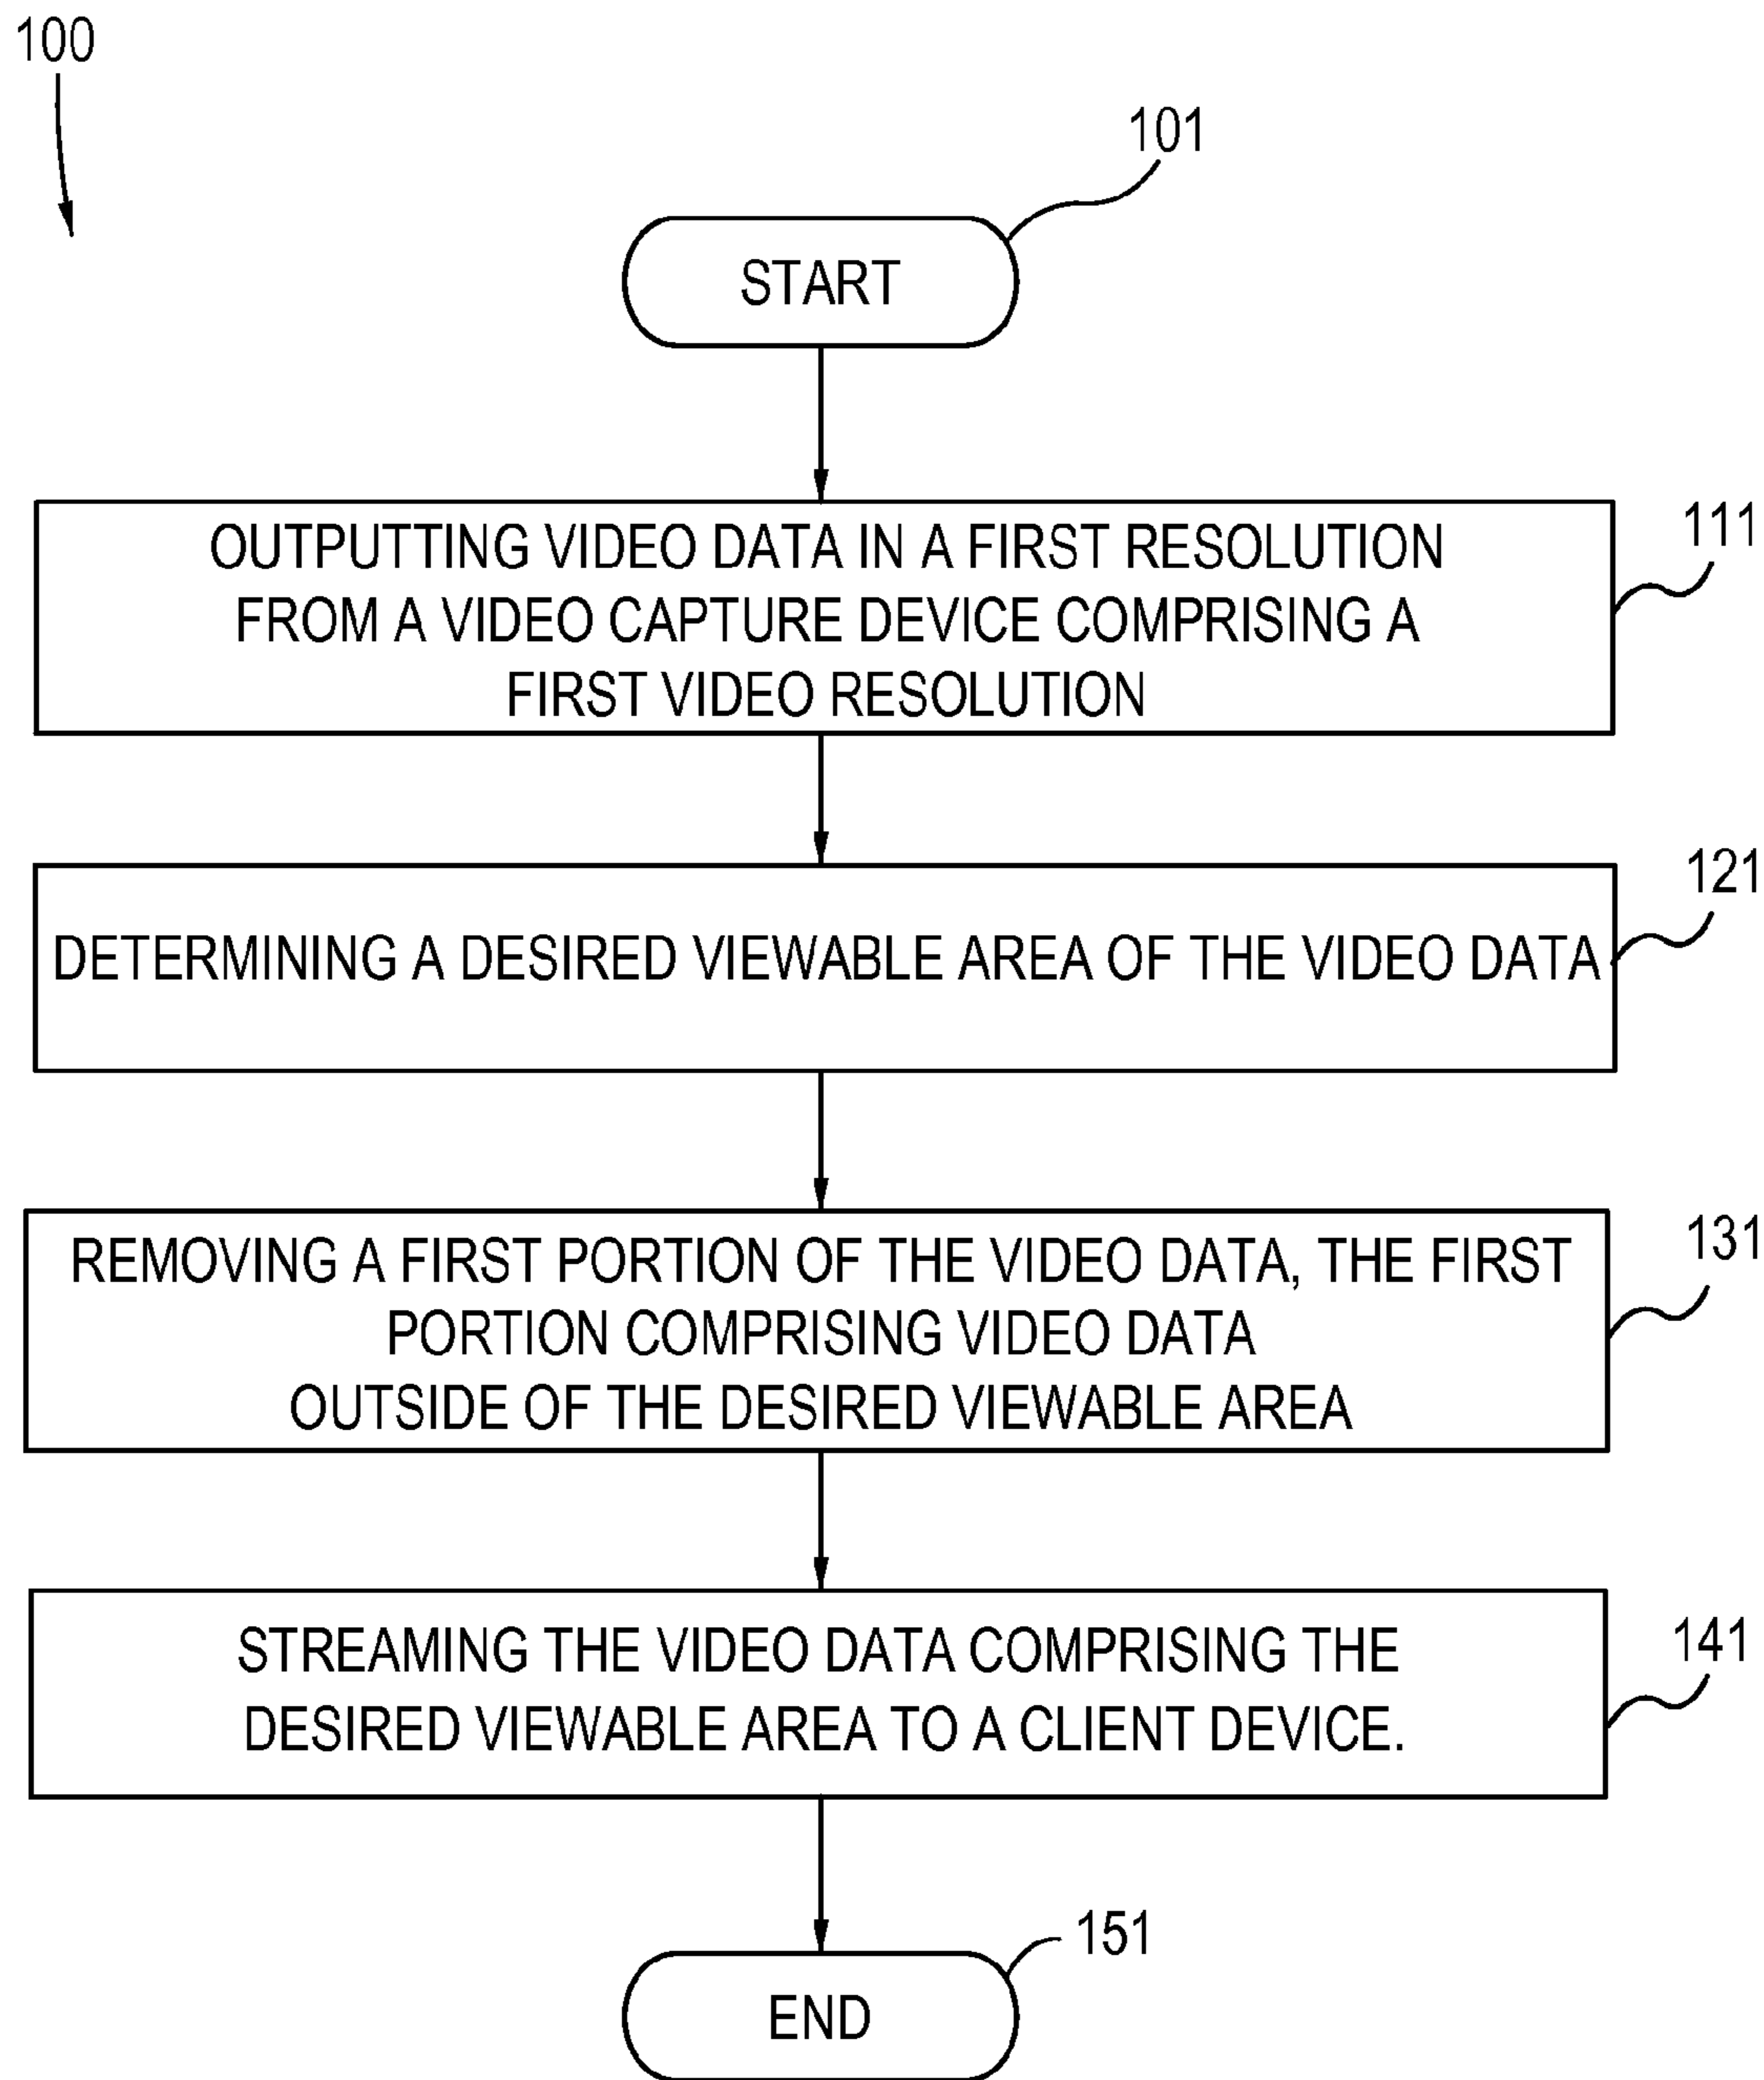 100
101
START
OUTPUTTING VIDEO DATA IN A FIRST RESOLUTION
FROM A VIDEO CAPTURE DEVICE COMPRISING A
FIRST VIDEO RESOLUTION
111
DETERMINING A DESIRED VIEWABLE AREA OF THE VIDEO DATA
121
REMOVING A FIRST PORTION OF THE VIDEO DATA, THE FIRST
PORTION COMPRISING VIDEO DATA
OUTSIDE OF THE DESIRED VIEWABLE AREA
131
STREAMING THE VIDEO DATA COMPRISING THE
DESIRED VIEWABLE AREA TO A CLIENT DEVICE.
141
151
END